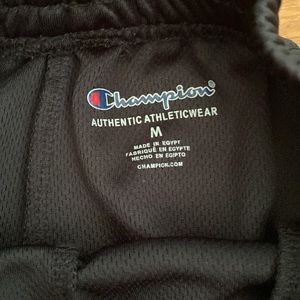 Champion
AUTHENTIC ATHLETICWEAR
M
MADE IN EGYPT
FABRIQUÉ EN EGYPTE
HECHO EN EGIPTO
CHAMPION.COM